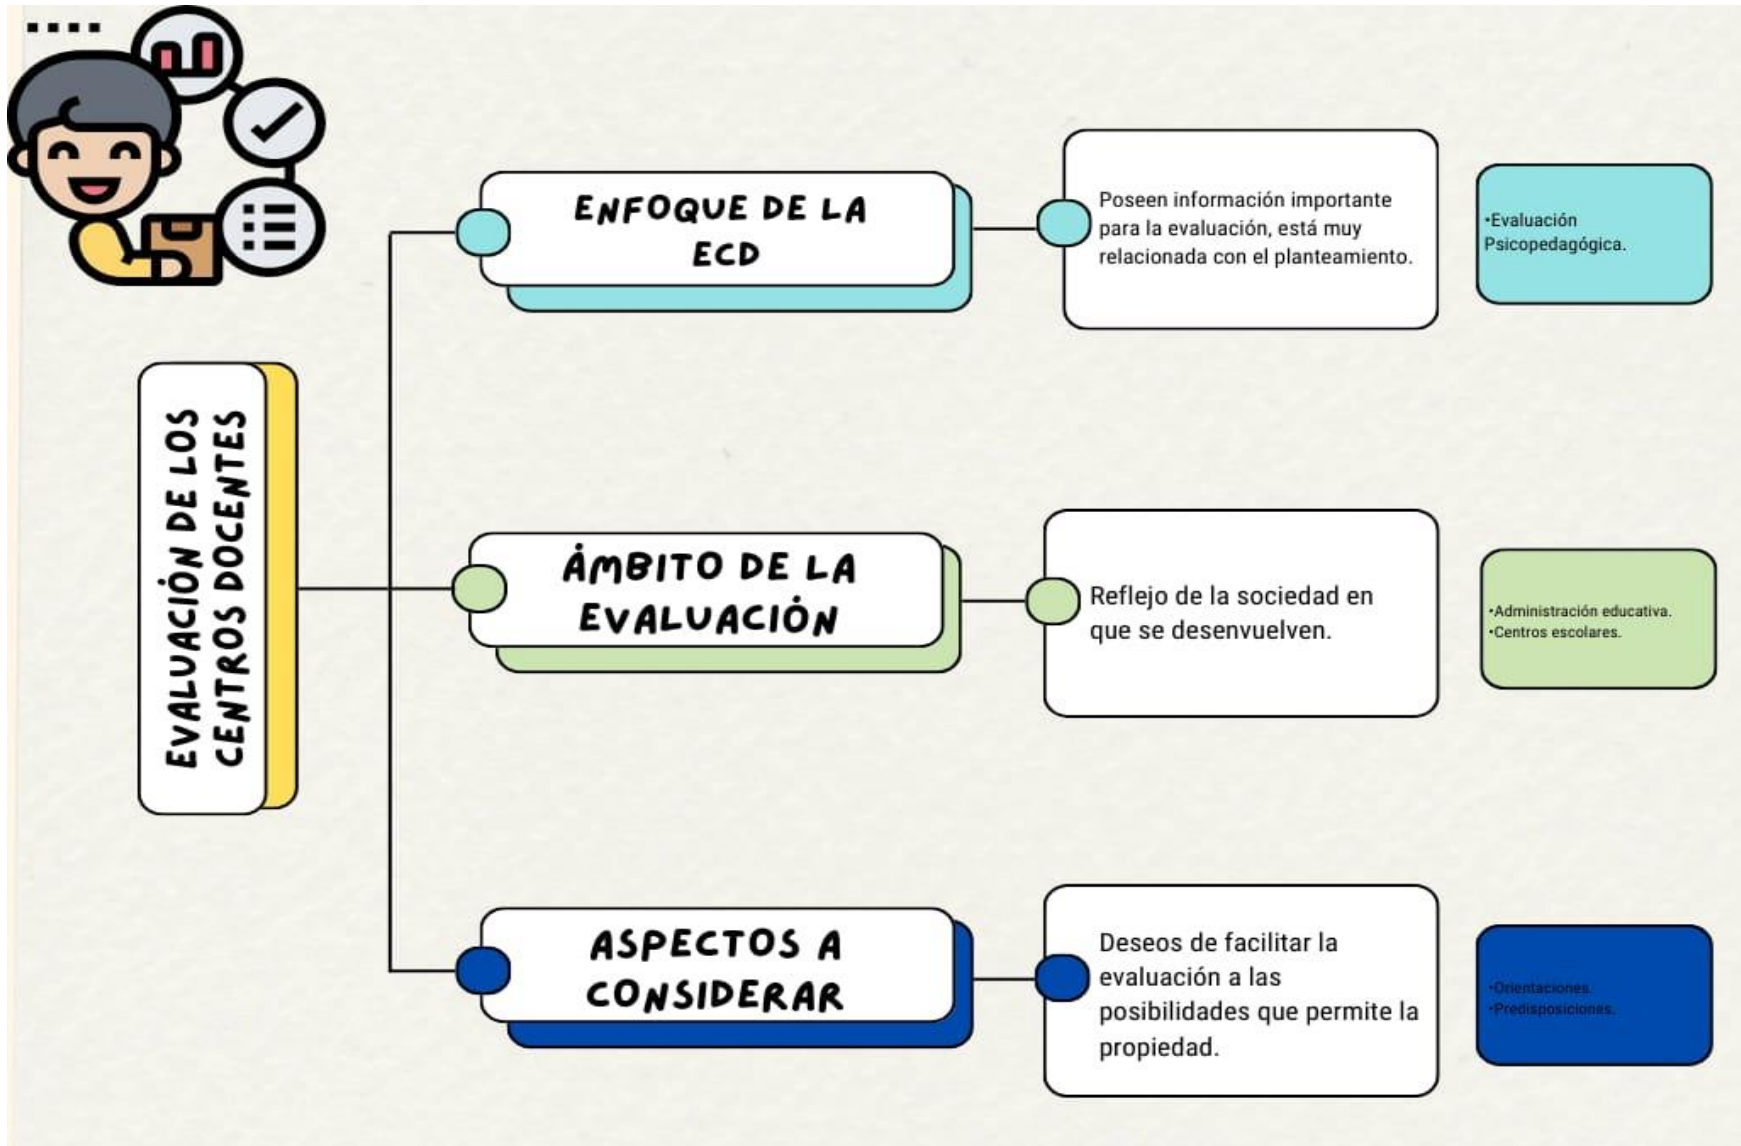 EVALUACIÓN DE LOS
CENTROS DOCENTES
ENFOQUE DE LA
ECD
Poseen información importante
para la evaluación, está muy
relacionada con el planteamiento.
•Evaluación
Psicopedagógica.
ÁMBITO DE LA
EVALUACIÓN
Reflejo de la sociedad en
que se desenvuelven.
•Administración educativa.
•Centros escolares.
ASPECTOS A
CONSIDERAR
Deseos de facilitar la
evaluación a las
posibilidades que permite la
propiedad.
•Orientaciones.
•Predisposiciones.